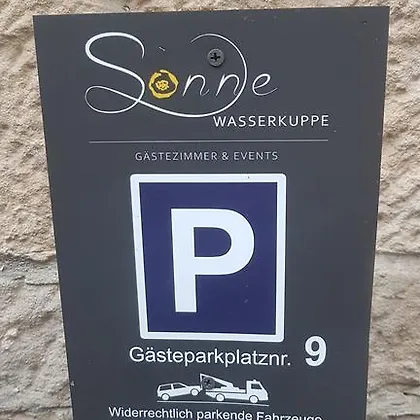 Sonne
WASSERKUPPE
GÄSTEZIMMER & EVENTS
P
Gästeparkplatznr. 9
Widerrechtlich parkende Fahrzeuge